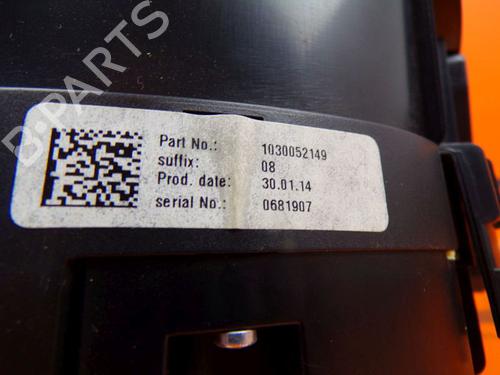 B-PARTS
Part No.: 1030052149
suffix: 08
Prod. date: 30.01.14
serial No.: 0681907